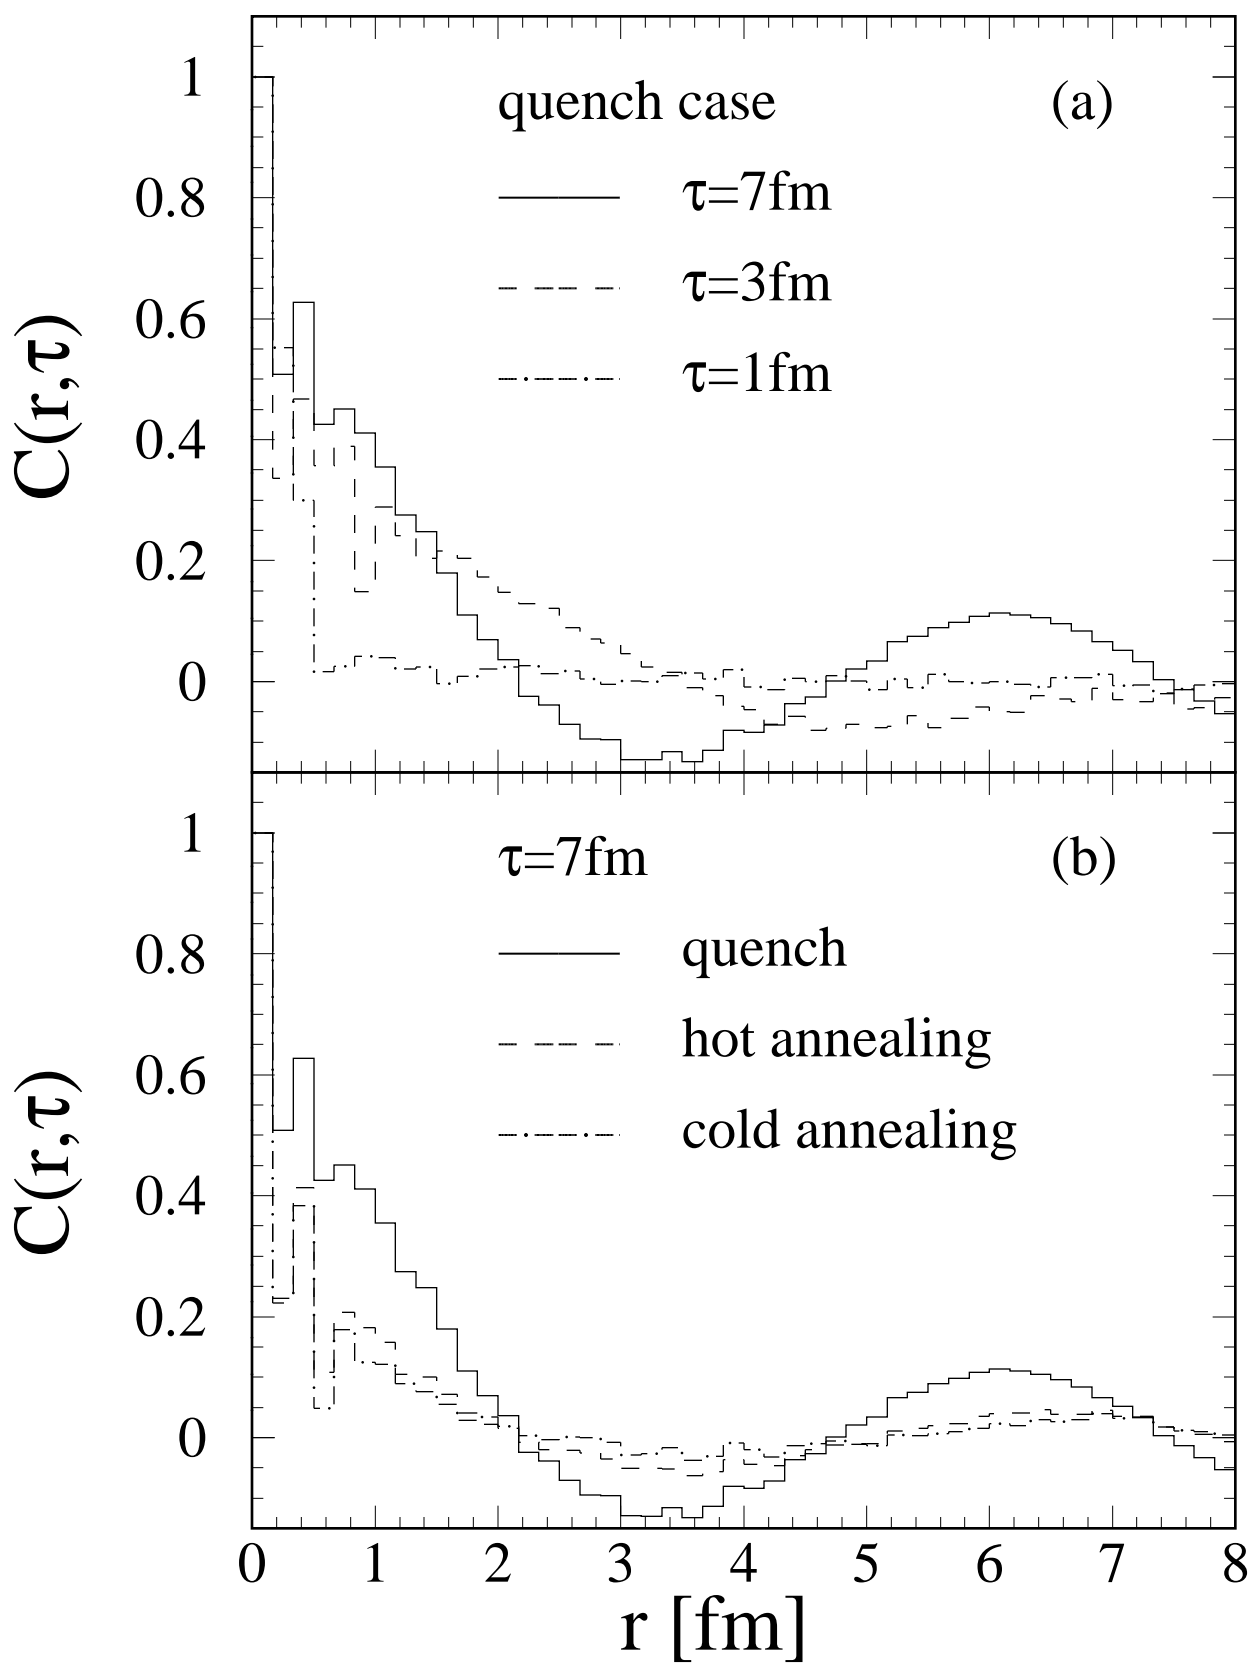 quench case (a)
τ=7fm
τ=3fm
τ=1fm
1
0.8
0.6
0.4
0.2
0
C(r,τ)
τ=7fm (b)
quench
hot annealing
cold annealing
1
0.8
0.6
0.4
0.2
0
C(r,τ)
0 1 2 3 4 5 6 7 8
r [fm]